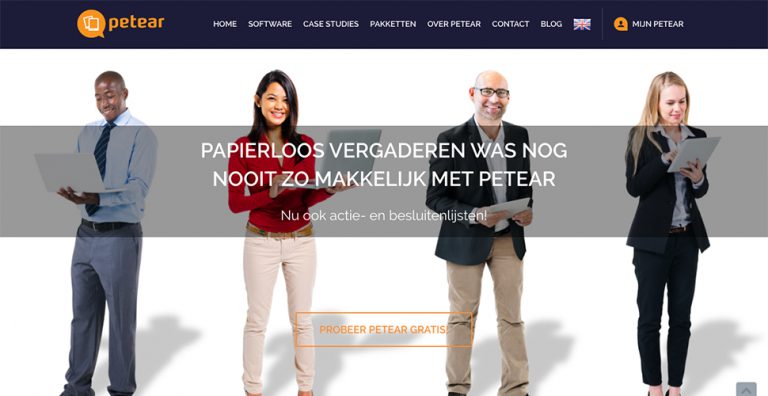 petear
HOME SOFTWARE CASE STUDIES PAKKETTEN OVER PETEAR CONTACT BLOG MIJN PETEAR
PAPIERLOOS VERGADEREN WAS NOG
NOOIT ZO MAKKELIJK MET PETEAR
Nu ook actie- en besluitenlijsten!
PROBEER PETEAR GRATIS!